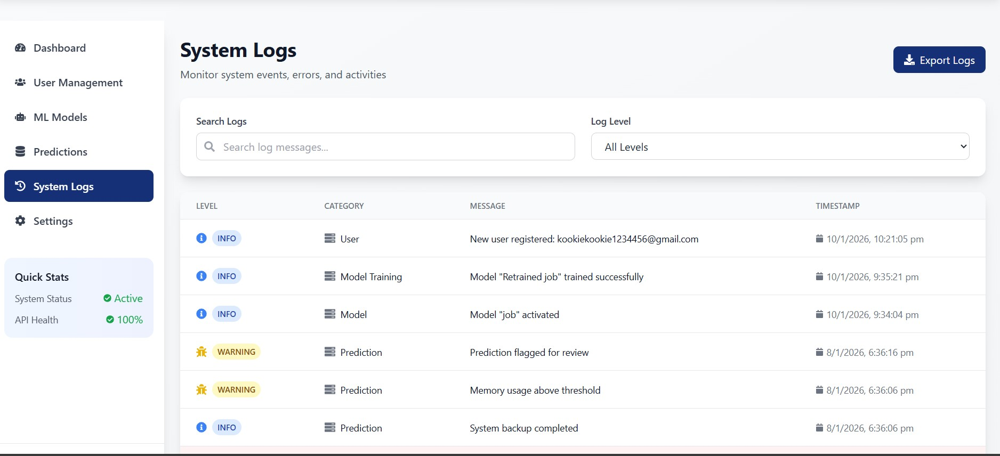 Dashboard
User Management
ML Models
Predictions
System Logs
Settings
Quick Stats
System Status Active
API Health 100%
System Logs
Monitor system events, errors, and activities
Export Logs
Search Logs
Search log messages...
Log Level
All Levels
LEVEL CATEGORY MESSAGE TIMESTAMP
INFO User New user registered: kookiekookie1234456@gmail.com 10/1/2026, 10:21:05 pm
INFO Model Training Model "Retrained job" trained successfully 10/1/2026, 9:35:21 pm
INFO Model Model "job" activated 10/1/2026, 9:34:04 pm
WARNING Prediction Prediction flagged for review 8/1/2026, 6:36:16 pm
WARNING Prediction Memory usage above threshold 8/1/2026, 6:36:06 pm
INFO Prediction System backup completed 8/1/2026, 6:36:06 pm